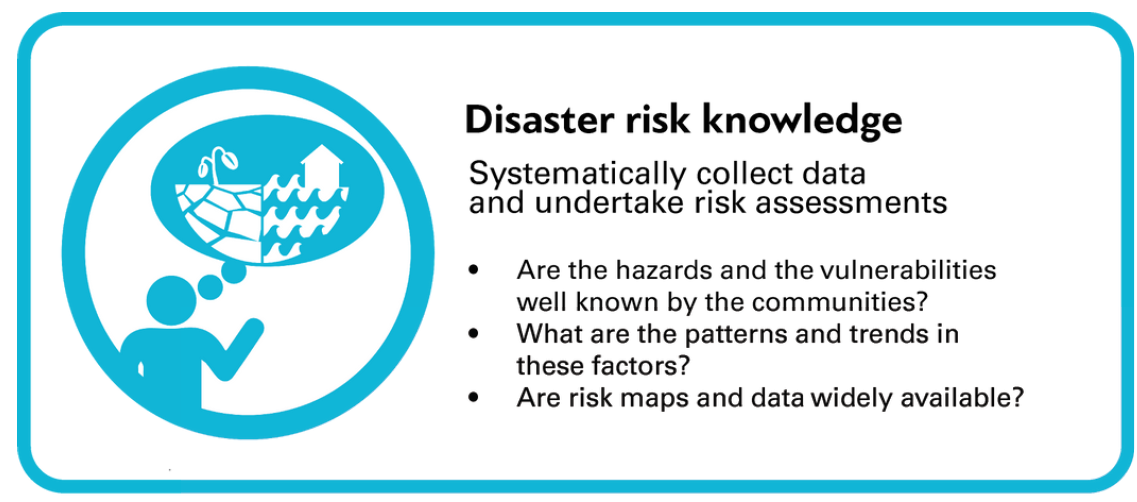 Disaster risk knowledge
Systematically collect data
and undertake risk assessments
• Are the hazards and the vulnerabilities
well known by the communities?
• What are the patterns and trends in
these factors?
• Are risk maps and data widely available?